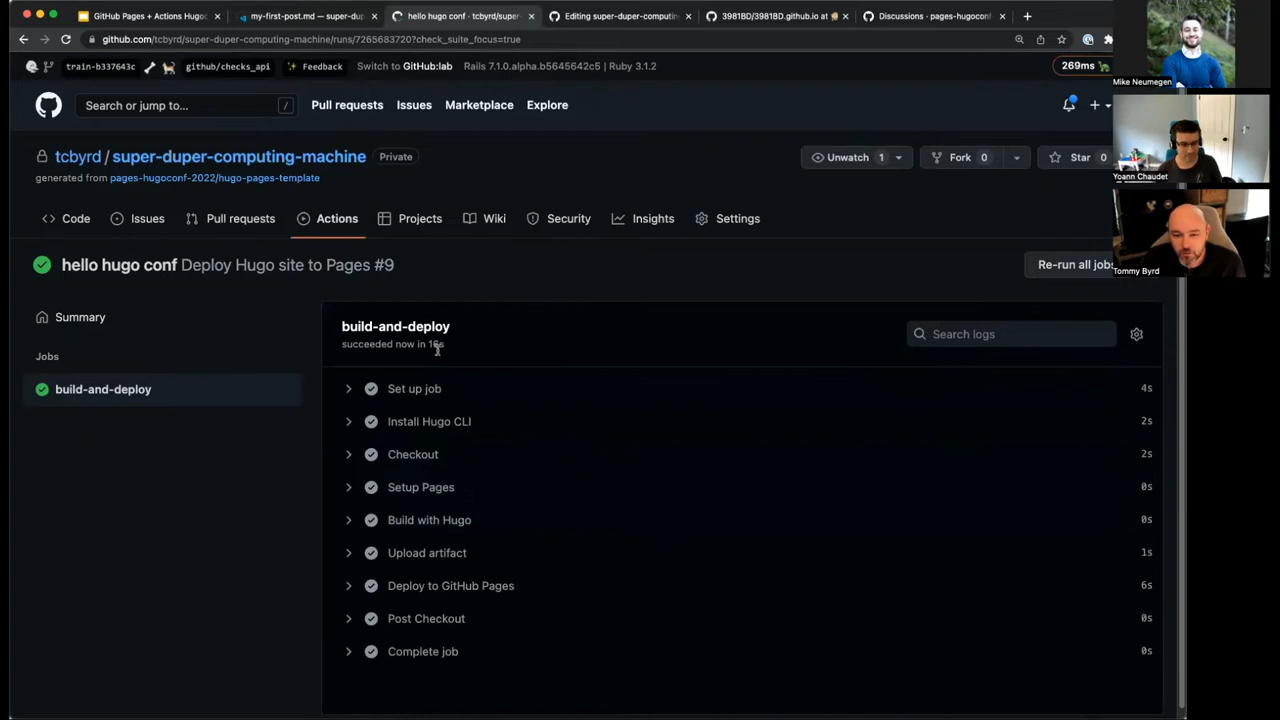 GitHub Pages + Actions Hugoc
my-first-post.md — super-du
hello hugo conf · tcbyrd/super-
Editing super-duper-computing-
3981BD/3981BD.github.io at
Discussions · pages-hugoconf
github.com/tcbyrd/super-duper-computing-machine/runs/7265683720?check_suite_focus=true
train-b337643c
github/checks_api
Feedback
Switch to GitHub:lab
Rails 7.1.0.alpha.b5645642c5 | Ruby 3.1.2
269ms
Mike Neumegen
Search or jump to...
/
Pull requests
Issues
Marketplace
Explore
tcbyrd / super-duper-computing-machine
Private
Unwatch 1
Fork 0
Star 0
Yoann Chaudet
generated from pages-hugoconf-2022/hugo-pages-template
Code
Issues
Pull requests
Actions
Projects
Wiki
Security
Insights
Settings
Tommy Byrd
hello hugo conf Deploy Hugo site to Pages #9
Re-run all jobs
Summary
Jobs
build-and-deploy
build-and-deploy
succeeded now in 16s
Search logs
Set up job 4s
Install Hugo CLI 2s
Checkout 2s
Setup Pages 0s
Build with Hugo 0s
Upload artifact 1s
Deploy to GitHub Pages 6s
Post Checkout 0s
Complete job 0s